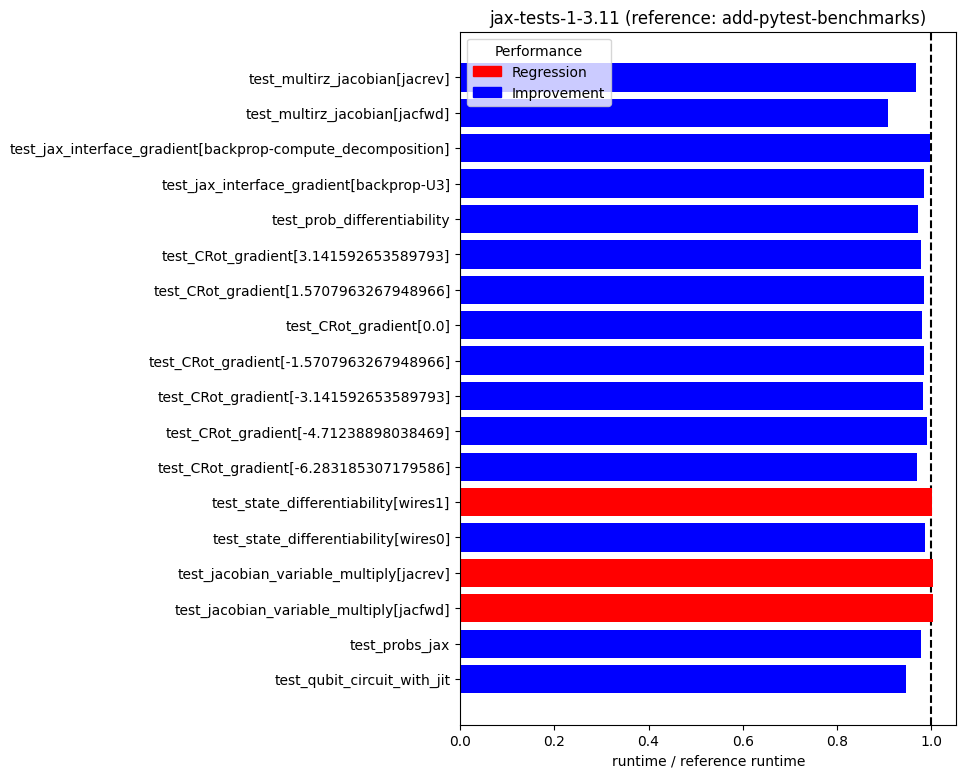 jax-tests-1-3.11 (reference: add-pytest-benchmarks)
Performance
Regression
Improvement
test_multirz_jacobian[jacrev]
test_multirz_jacobian[jacfwd]
test_jax_interface_gradient[backprop-compute_decomposition]
test_jax_interface_gradient[backprop-U3]
test_prob_differentiability
test_CRot_gradient[3.141592653589793]
test_CRot_gradient[1.5707963267948966]
test_CRot_gradient[0.0]
test_CRot_gradient[-1.5707963267948966]
test_CRot_gradient[-3.141592653589793]
test_CRot_gradient[-4.71238898038469]
test_CRot_gradient[-6.283185307179586]
test_state_differentiability[wires1]
test_state_differentiability[wires0]
test_jacobian_variable_multiply[jacrev]
test_jacobian_variable_multiply[jacfwd]
test_probs_jax
test_qubit_circuit_with_jit
0.0 0.2 0.4 0.6 0.8 1.0
runtime / reference runtime